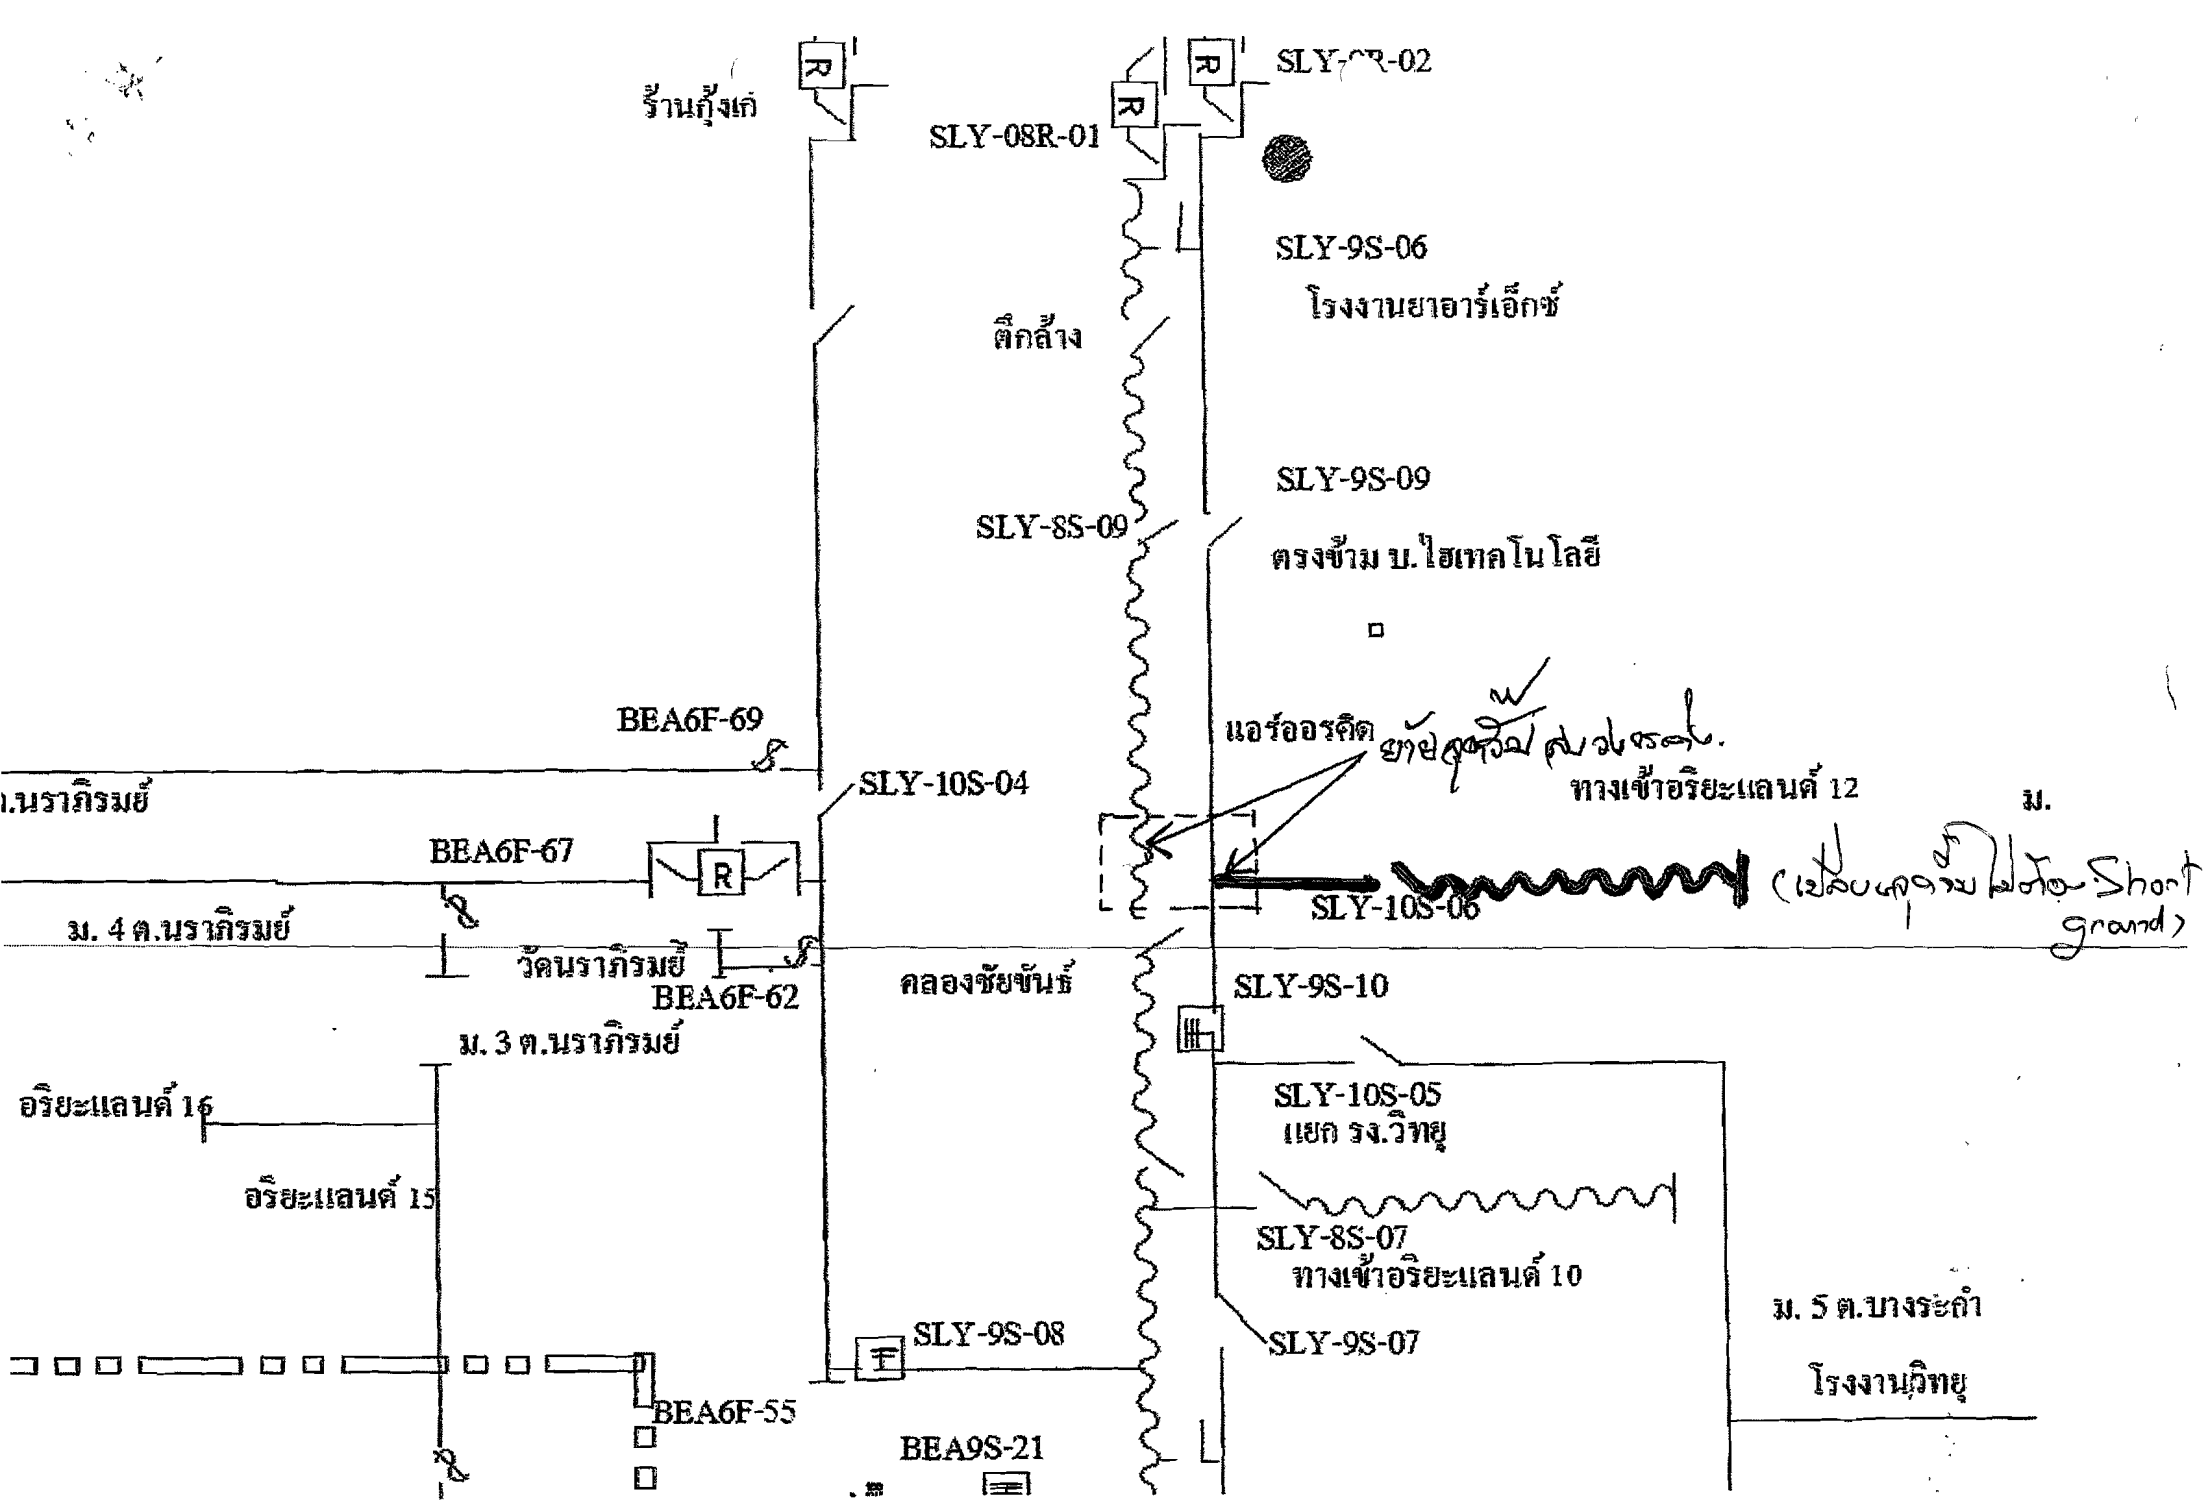 R
R
R
ร้านกุ้งเก่
SLY-08R-01
SLY-9S-06
โรงงานยาอาร์เอ็กซ์
ตึกล้าง
SLY-9S-09
SLY-8S-09
ตรงข้าม บ.ไฮเทคโนโลยี
BEA6F-69
แอร์ออร์คิด
SLY-10S-04
ทางเข้าอริยะแลนด์ 12
ต.นราภิรมย์
ม.
BEA6F-67
R
SLY-10S-06
Short
ground)
ม. 4 ต.นราภิรมย์
วัดนราภิรมย์
BEA6F-62
คลองชัยขันธ์
SLY-9S-10
ม. 3 ต.นราภิรมย์
อริยะแลนด์ 16
SLY-10S-05
แยก รง.วิทยุ
อริยะแลนด์ 15
SLY-8S-07
ทางเข้าอริยะแลนด์ 10
ม. 5 ต.บางระกำ
SLY-9S-08
SLY-9S-07
โรงงานวิทยุ
BEA6F-55
BEA9S-21